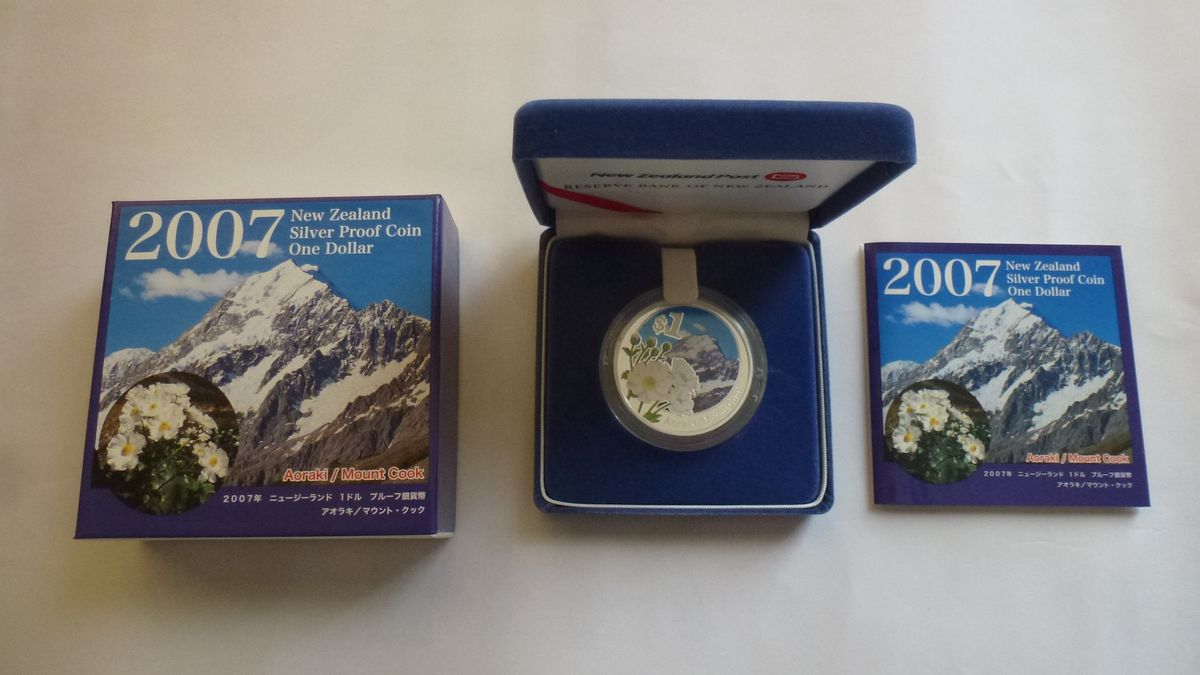 2007
New Zealand
Silver Proof Coin
One Dollar
Aoraki / Mount Cook
2007年 ニュージーランド 1ドル プルーフ銀貨幣
アオラキ／マウント・クック
New Zealand Post
RESERVE BANK OF NEW ZEALAND
$1
2007
New Zealand
Silver Proof Coin
One Dollar
Aoraki / Mount Cook
2007年 ニュージーランド 1ドル プルーフ銀貨幣
アオラキ／マウント・クック